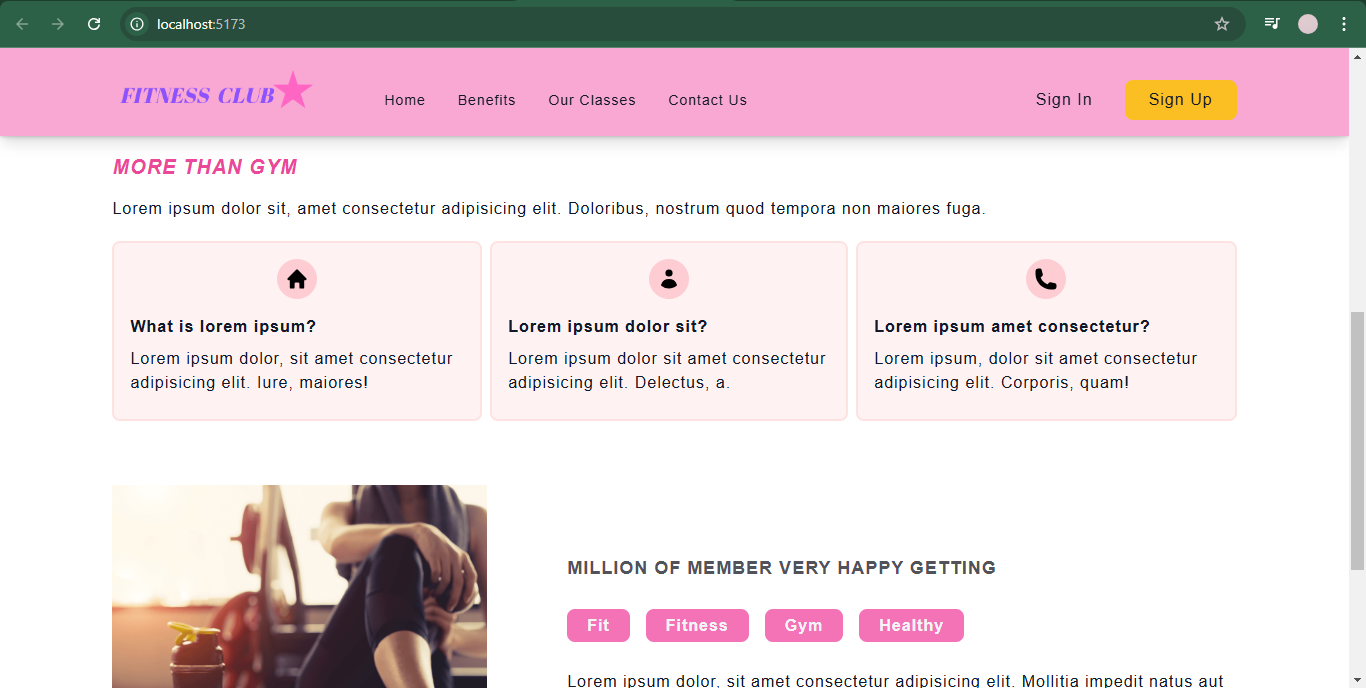 localhost:5173
FITNESS CLUB
Home Benefits Our Classes Contact Us Sign In Sign Up
MORE THAN GYM
Lorem ipsum dolor sit, amet consectetur adipisicing elit. Doloribus, nostrum quod tempora non maiores fuga.
What is lorem ipsum?
Lorem ipsum dolor, sit amet consectetur
adipisicing elit. Iure, maiores!
Lorem ipsum dolor sit?
Lorem ipsum dolor sit amet consectetur
adipisicing elit. Delectus, a.
Lorem ipsum amet consectetur?
Lorem ipsum, dolor sit amet consectetur
adipisicing elit. Corporis, quam!
MILLION OF MEMBER VERY HAPPY GETTING
Fit Fitness Gym Healthy
Lorem ipsum dolor, sit amet consectetur adipisicing elit. Mollitia impedit natus aut